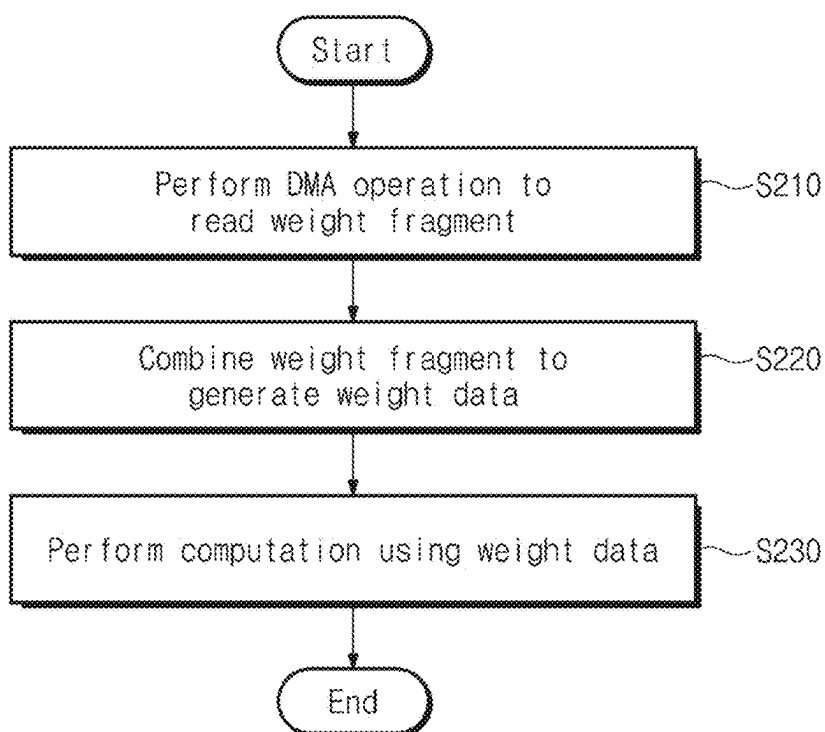 Start
Perform DMA operation to
read weight fragment
S210
Combine weight fragment to
generate weight data
S220
Perform computation using weight data
S230
End